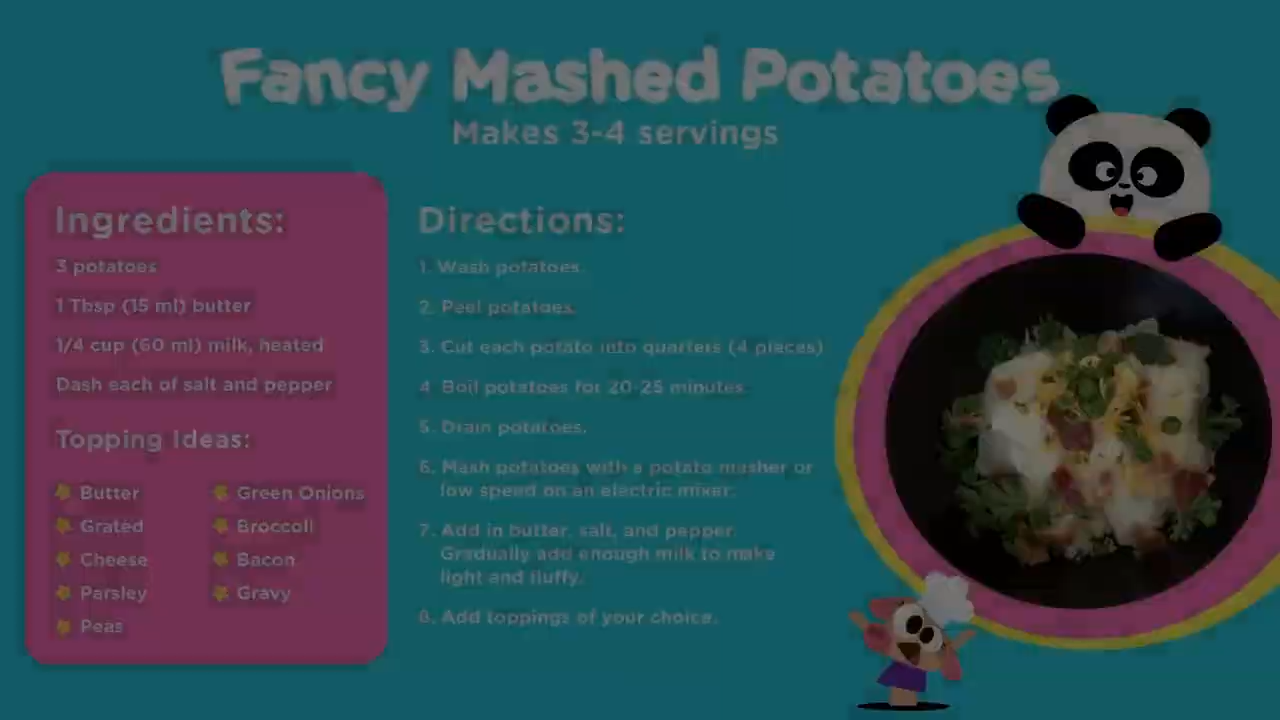 Fancy Mashed Potatoes
Makes 3-4 servings
Ingredients:
3 potatoes
1 Tbsp (15 ml) butter
1/4 cup (60 ml) milk, heated
Dash each of salt and pepper
Topping Ideas:
Butter
Grated
Cheese
Parsley
Peas
Green Onions
Broccoli
Bacon
Gravy
Directions:
1. Wash potatoes.
2. Peel potatoes.
3. Cut each potato into quarters (4 pieces)
4. Boil potatoes for 20-25 minutes.
5. Drain potatoes.
6. Mash potatoes with a potato masher or
low speed on an electric mixer.
7. Add in butter, salt, and pepper.
Gradually add enough milk to make
light and fluffy.
8. Add toppings of your choice.